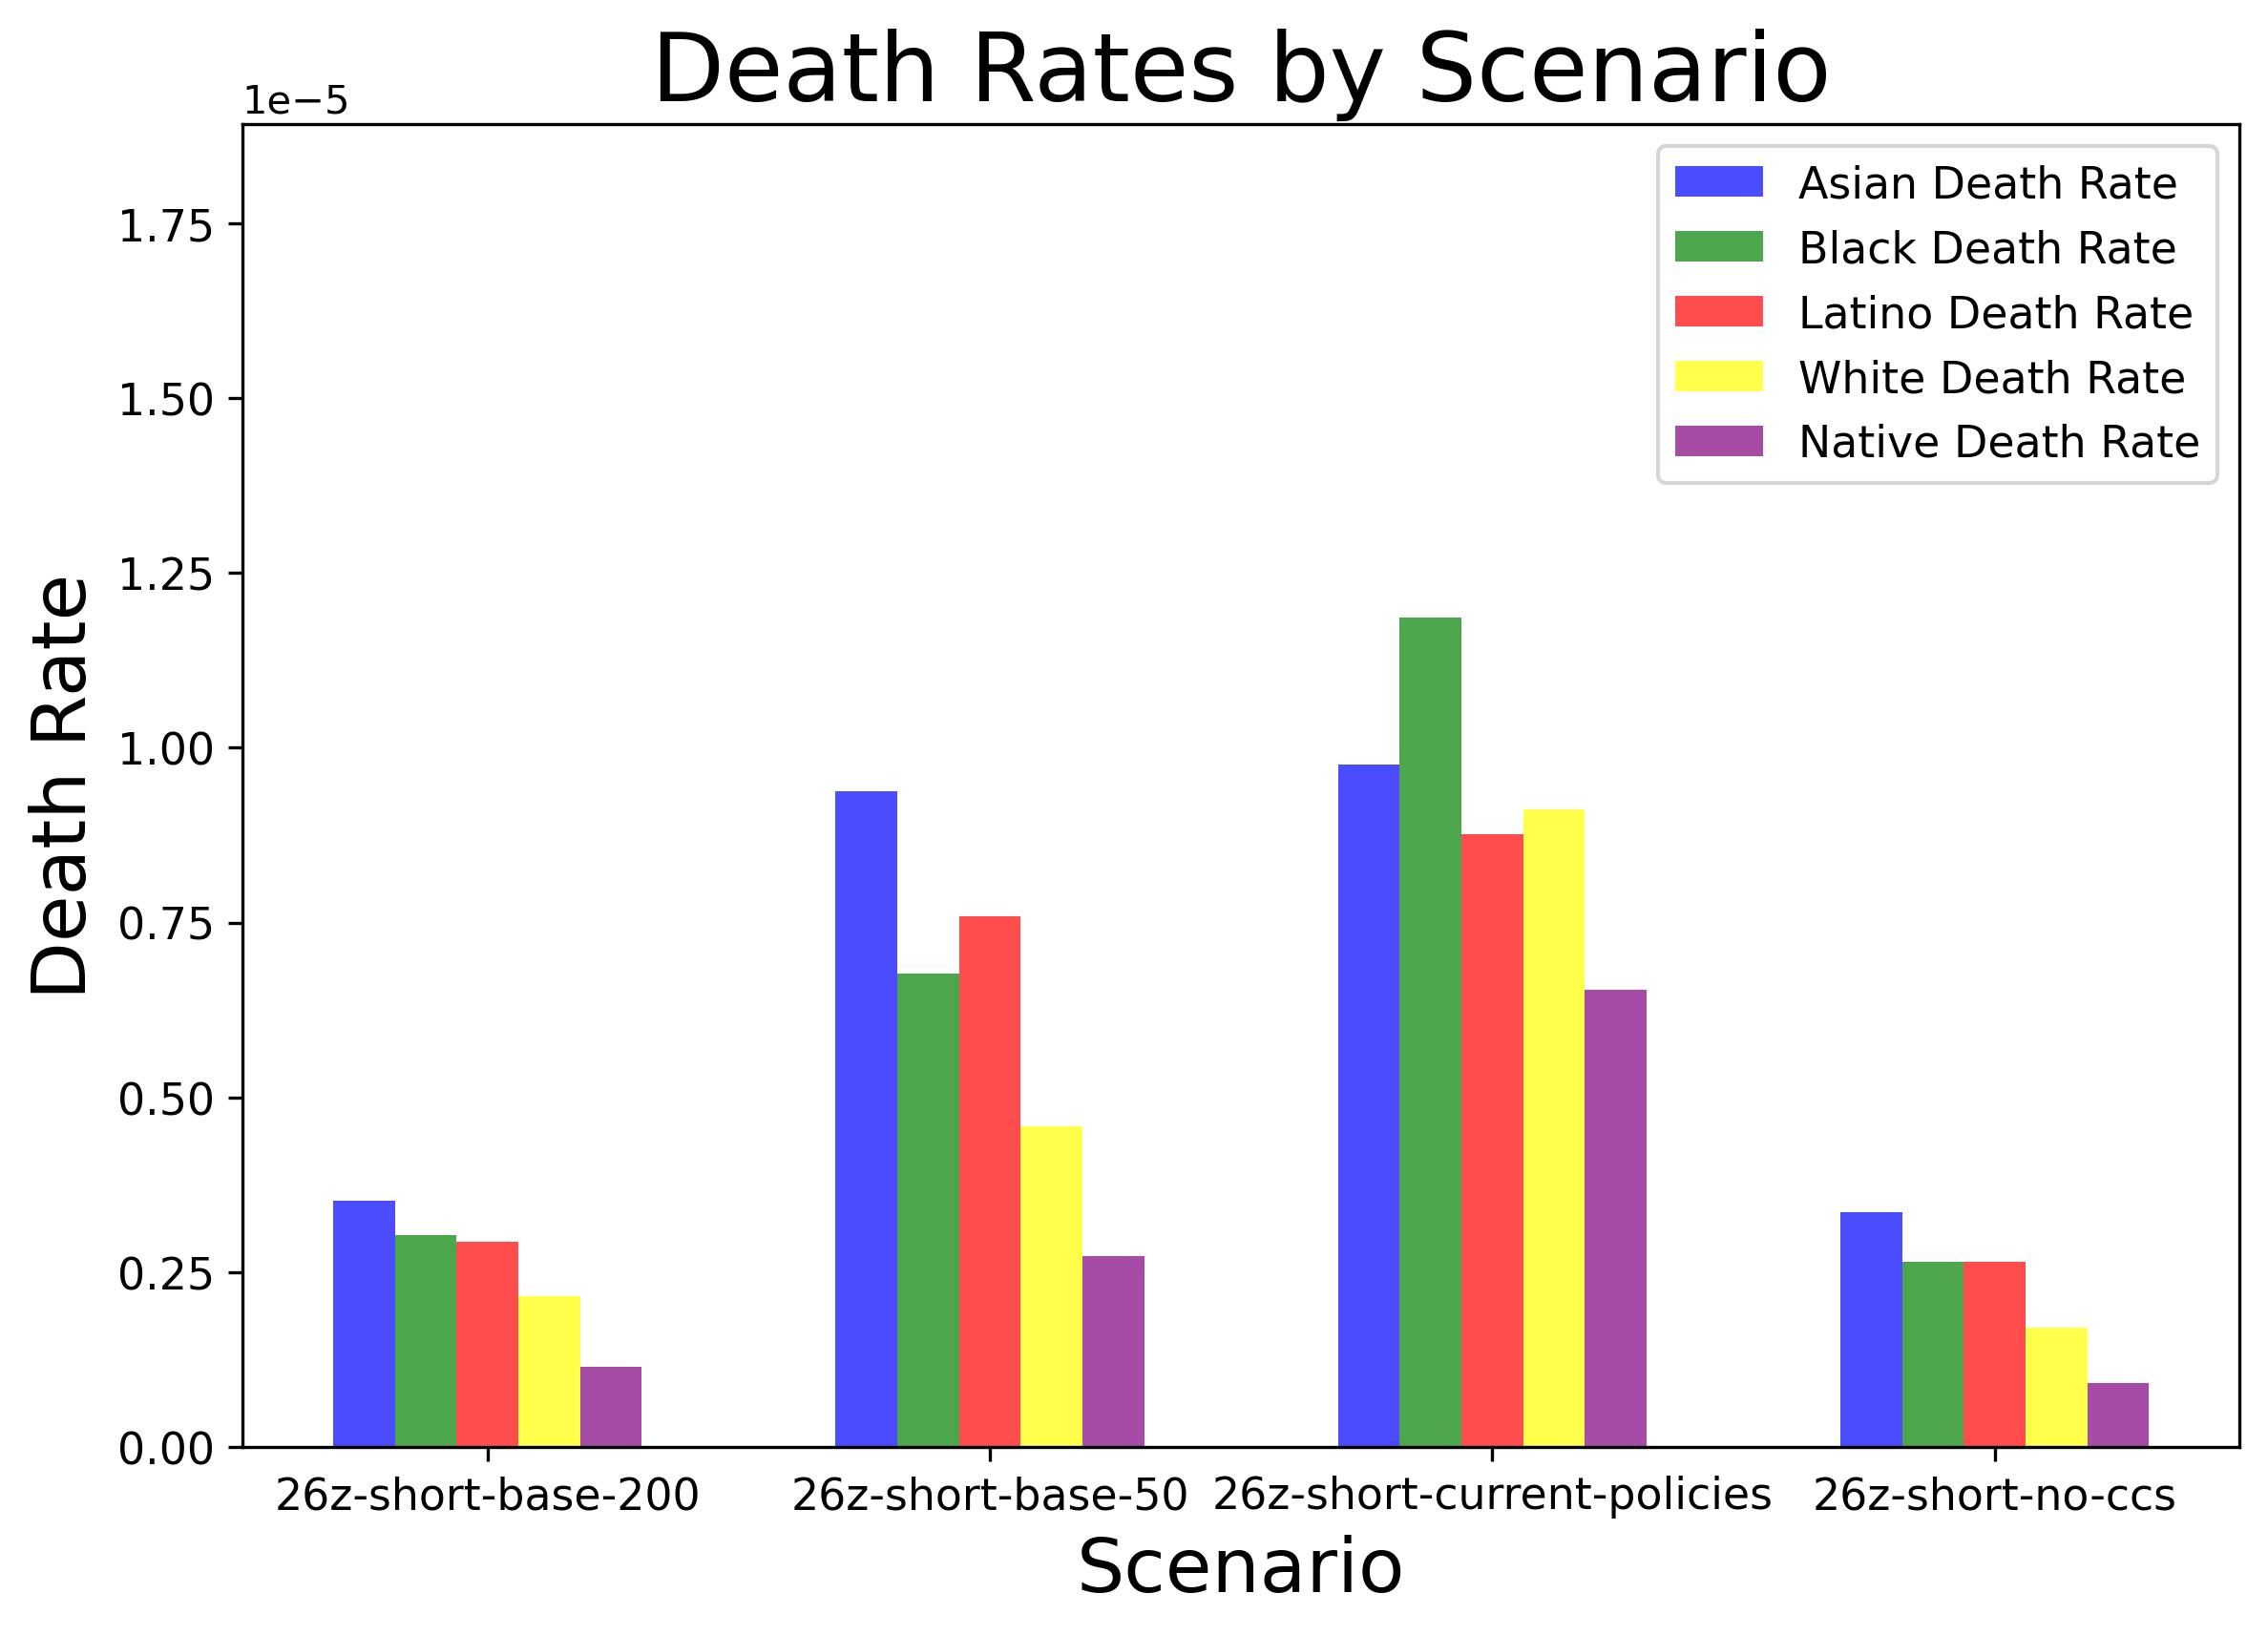 Death Rates by Scenario
1e−5
Asian Death Rate
Black Death Rate
Latino Death Rate
White Death Rate
Native Death Rate
1.75
1.50
1.25
1.00
0.75
0.50
0.25
0.00
Death Rate
26z-short-base-200 26z-short-base-50 26z-short-current-policies 26z-short-no-ccs
Scenario